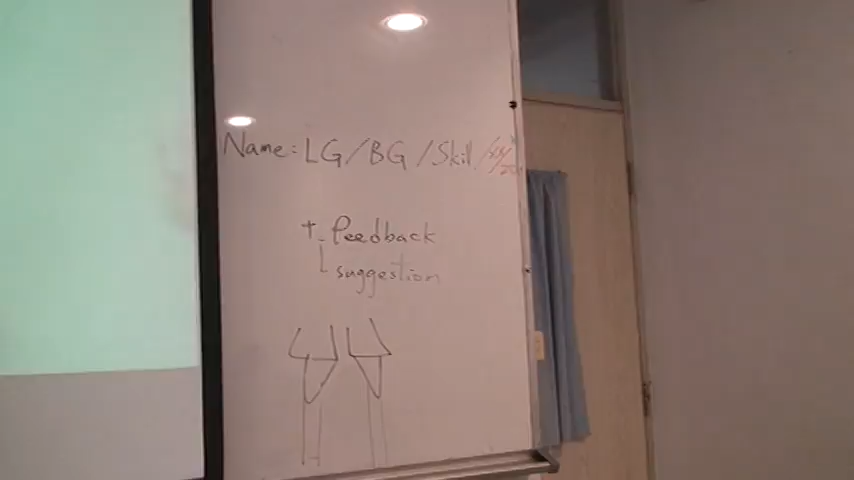 Name: LG / BG / Skill /
+ feedback
- suggestion